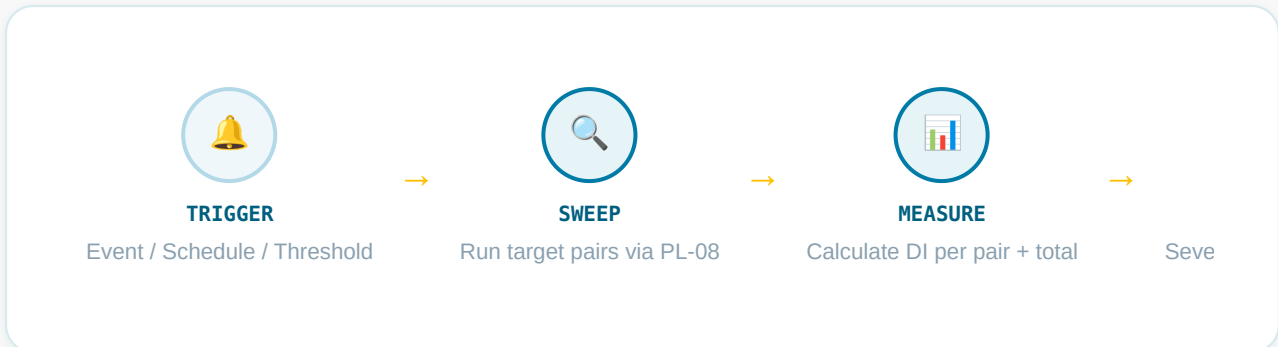 → → →
TRIGGER SWEEP MEASURE
Event / Schedule / Threshold Run target pairs via PL-08 Calculate DI per pair + total Seve